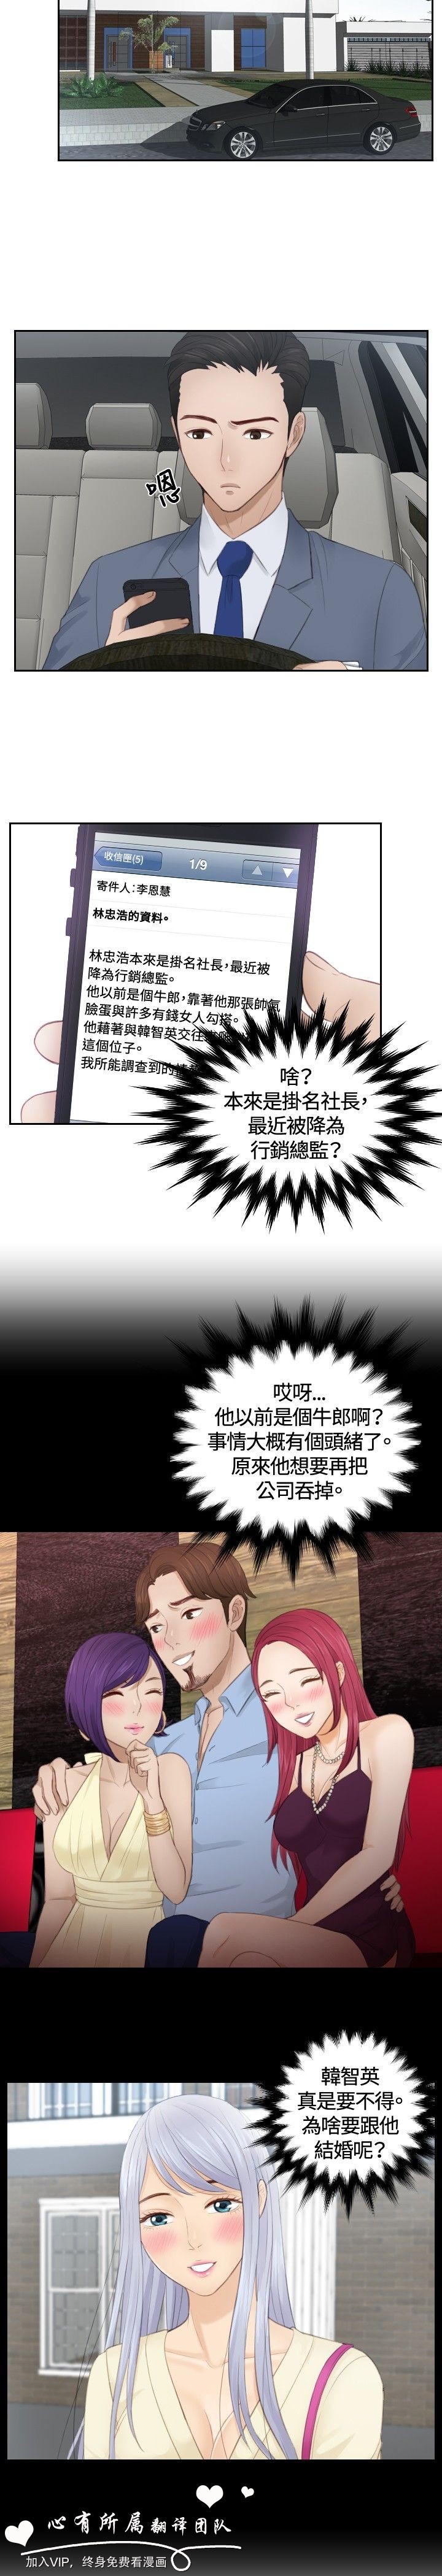 嗯
收信匣(5)
1/9
寄件人:李恩慧
林忠浩的資料。
林忠浩本來是掛名社長,最近被
降為行銷總監。
他以前是個牛郎,靠著他那張帥氣
臉蛋與許多有錢女人勾搭。
他藉著與韓智英交往
這個位子。
我所能調查到的
啥?
本來是掛名社長,
最近被降為
行銷總監?
哎呀...
他以前是個牛郎啊?
事情大概有個頭緒了。
原來他想要再把
公司吞掉。
韓智英
真是要不得。
為啥要跟他
結婚呢?
心有所属翻译团队
加入VIP,终身免费看漫画